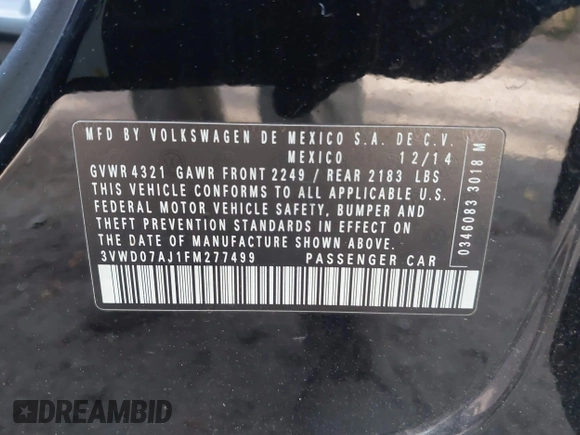 MFD BY VOLKSWAGEN DE MEXICO S.A. DE C.V.
MEXICO 12/14
GVWR 4321 GAWR FRONT 2249 / REAR 2183 LBS
THIS VEHICLE CONFORMS TO ALL APPLICABLE U.S.
FEDERAL MOTOR VEHICLE SAFETY, BUMPER AND
THEFT PREVENTION STANDARDS IN EFFECT ON
THE DATE OF MANUFACTURE SHOWN ABOVE.
3VWD07AJ1FM277499 PASSENGER CAR
0346083 3018 M
DREAMBID